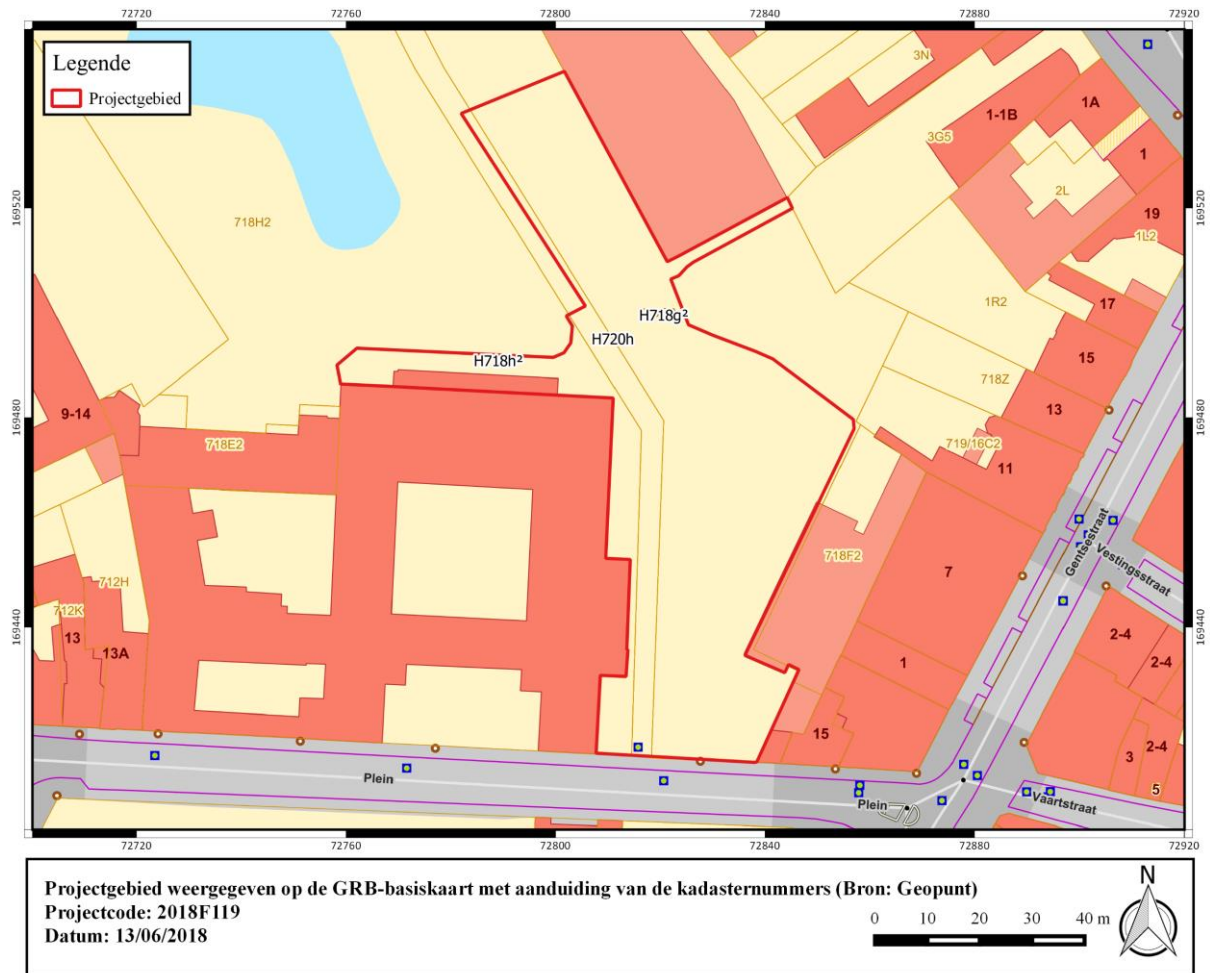 72720 72760 72800 72840 72880 72920
Legende
Projectgebied
3N
1-1B
1A
3G5
1
2L
169520
169520
19
718H2
1L2
1R2
17
H718g²
H720h
15
H718h²
718Z
13
9-14
169480
169480
718E2
719/16C2
11
Gentsestraat
718F2
Vestingsstraat
7
712H
712K
169440
169440
13
13A
2-4
2-4
1
15
3
2-4
5
Plein
Plein
Vaartstraat
72720 72760 72800 72840 72880 72920
Projectgebied weergegeven op de GRB-basiskaart met aanduiding van de kadasternummers (Bron: Geopunt)
Projectcode: 2018F119
Datum: 13/06/2018
0 10 20 30 40 m
N